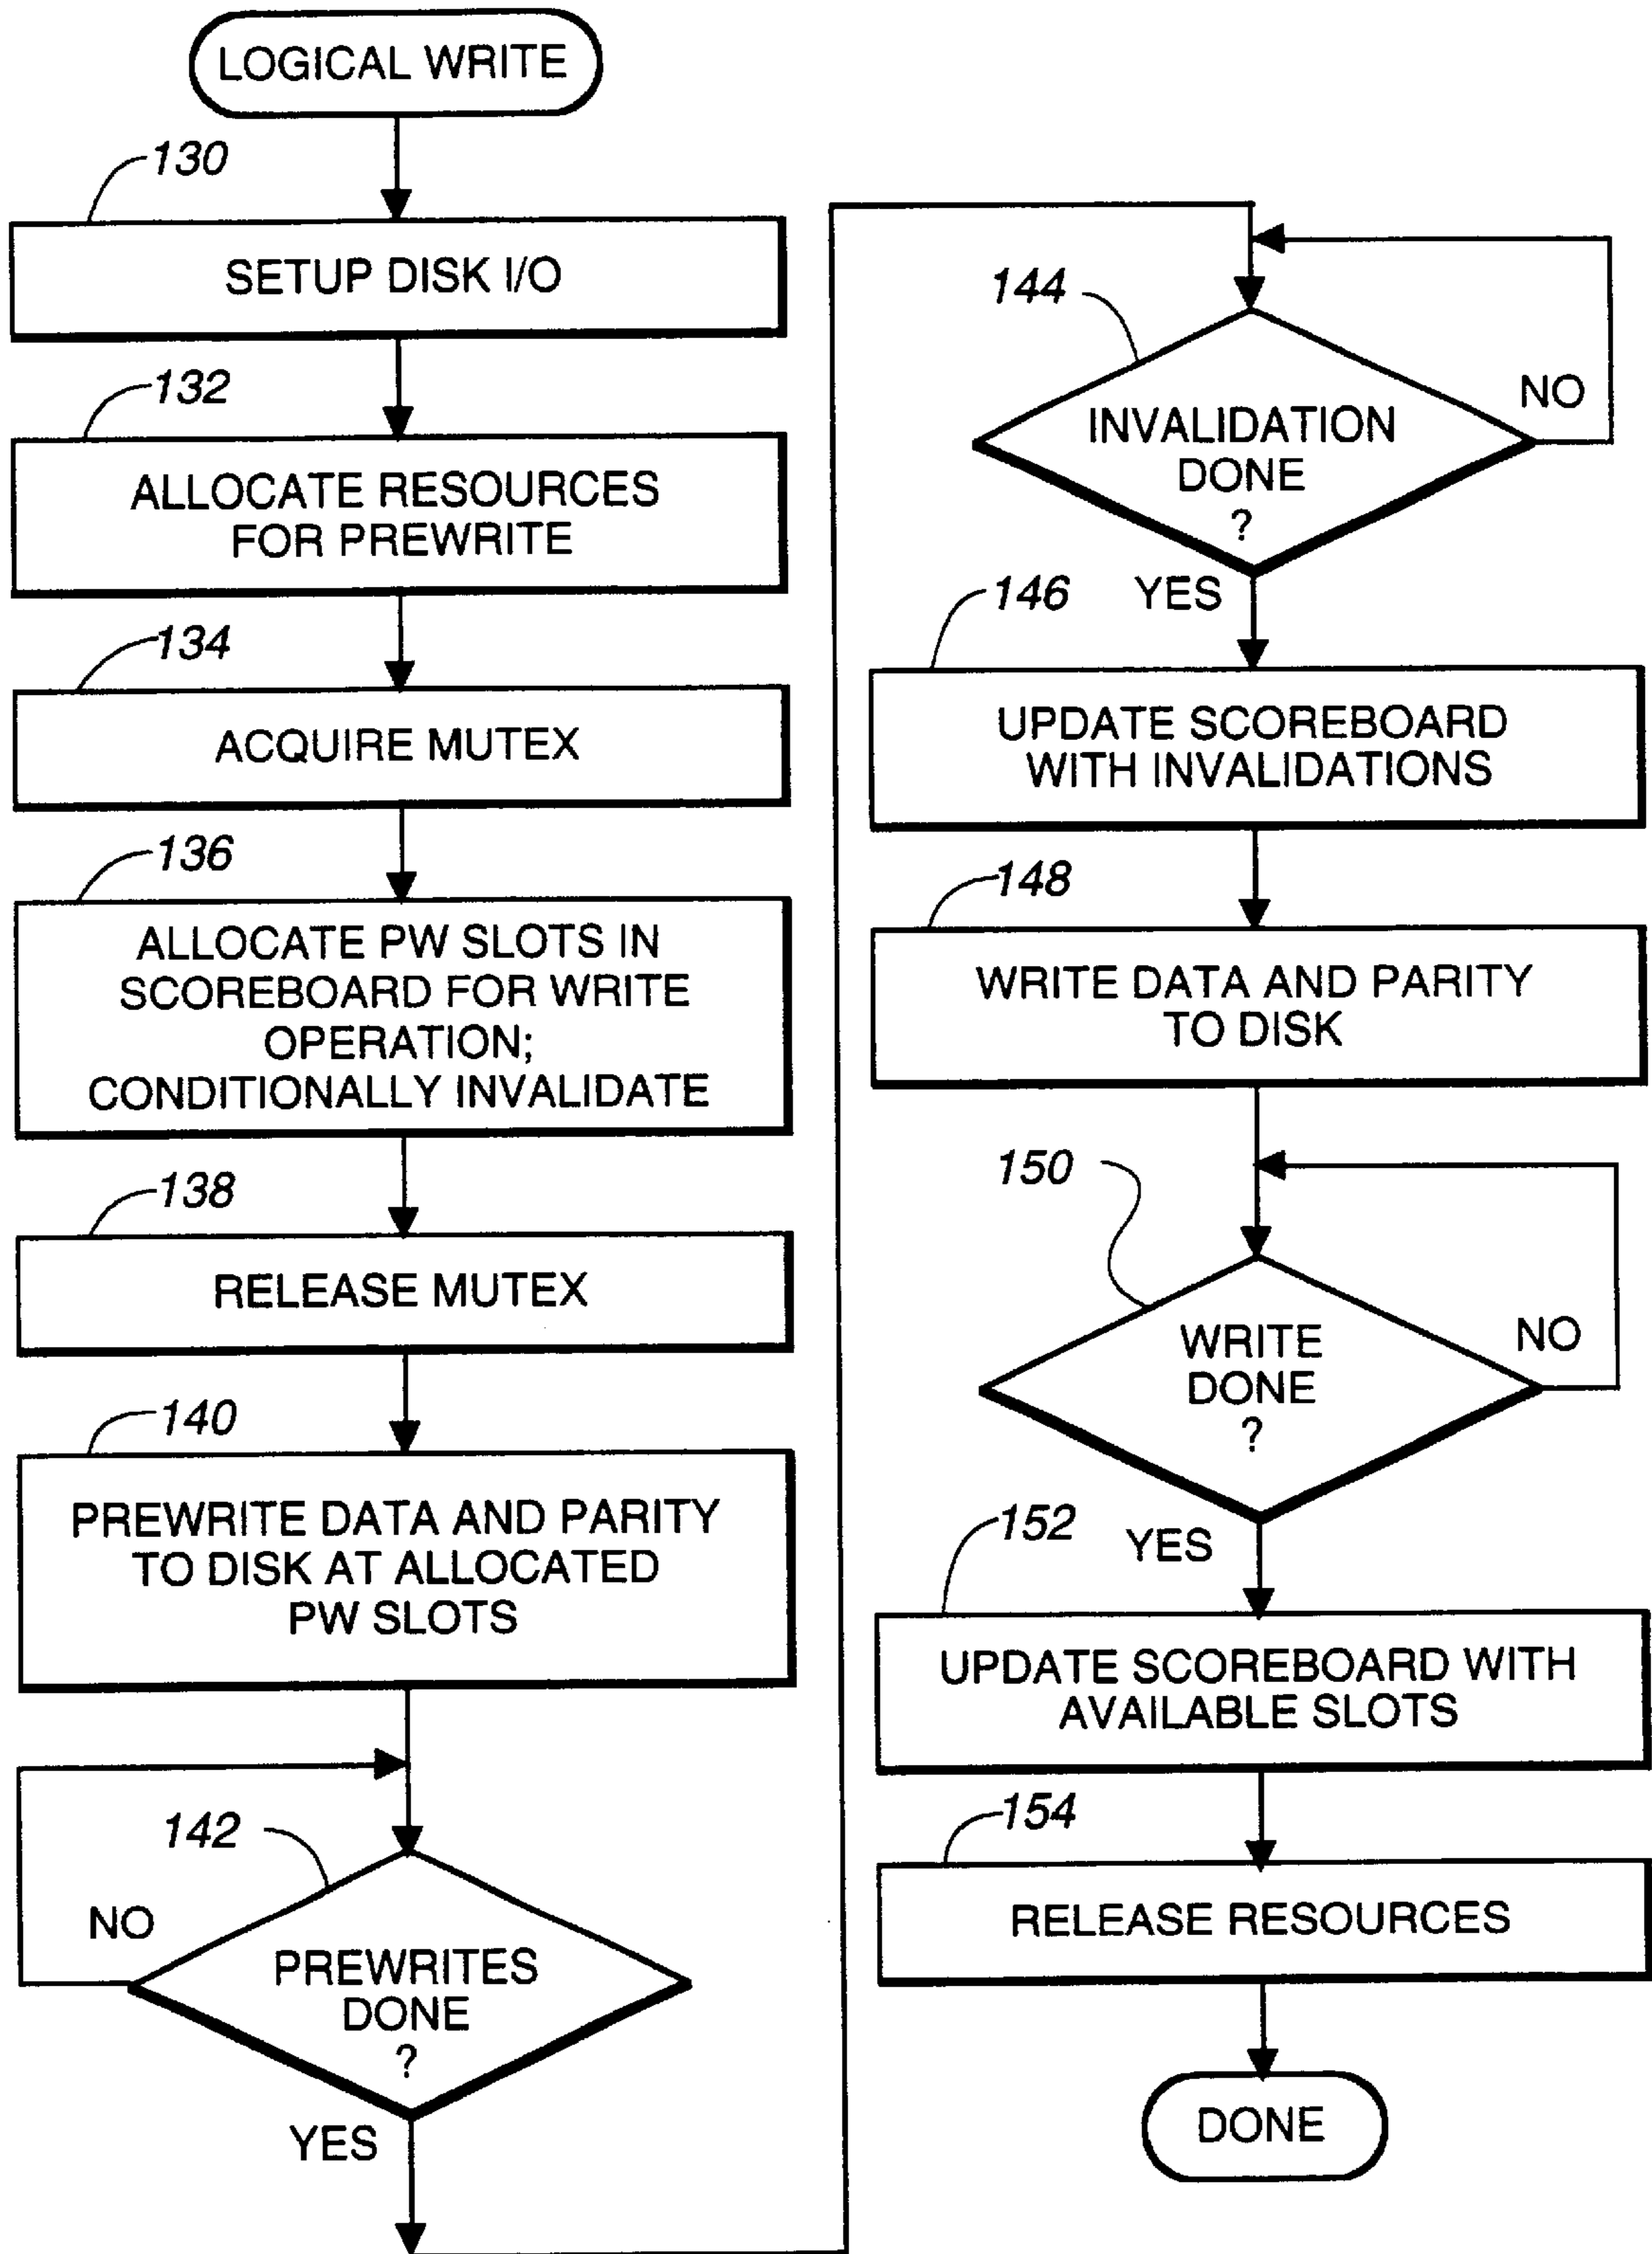 LOGICAL WRITE
130
SETUP DISK I/O
132
ALLOCATE RESOURCES
FOR PREWRITE
134
ACQUIRE MUTEX
136
ALLOCATE PW SLOTS IN
SCOREBOARD FOR WRITE
OPERATION;
CONDITIONALLY INVALIDATE
138
RELEASE MUTEX
140
PREWRITE DATA AND PARITY
TO DISK AT ALLOCATED
PW SLOTS
142
NO
PREWRITES
DONE
?
YES
144
NO
INVALIDATION
DONE
?
YES
146
UPDATE SCOREBOARD
WITH INVALIDATIONS
148
WRITE DATA AND PARITY
TO DISK
150
NO
WRITE
DONE
?
YES
152
UPDATE SCOREBOARD WITH
AVAILABLE SLOTS
154
RELEASE RESOURCES
DONE